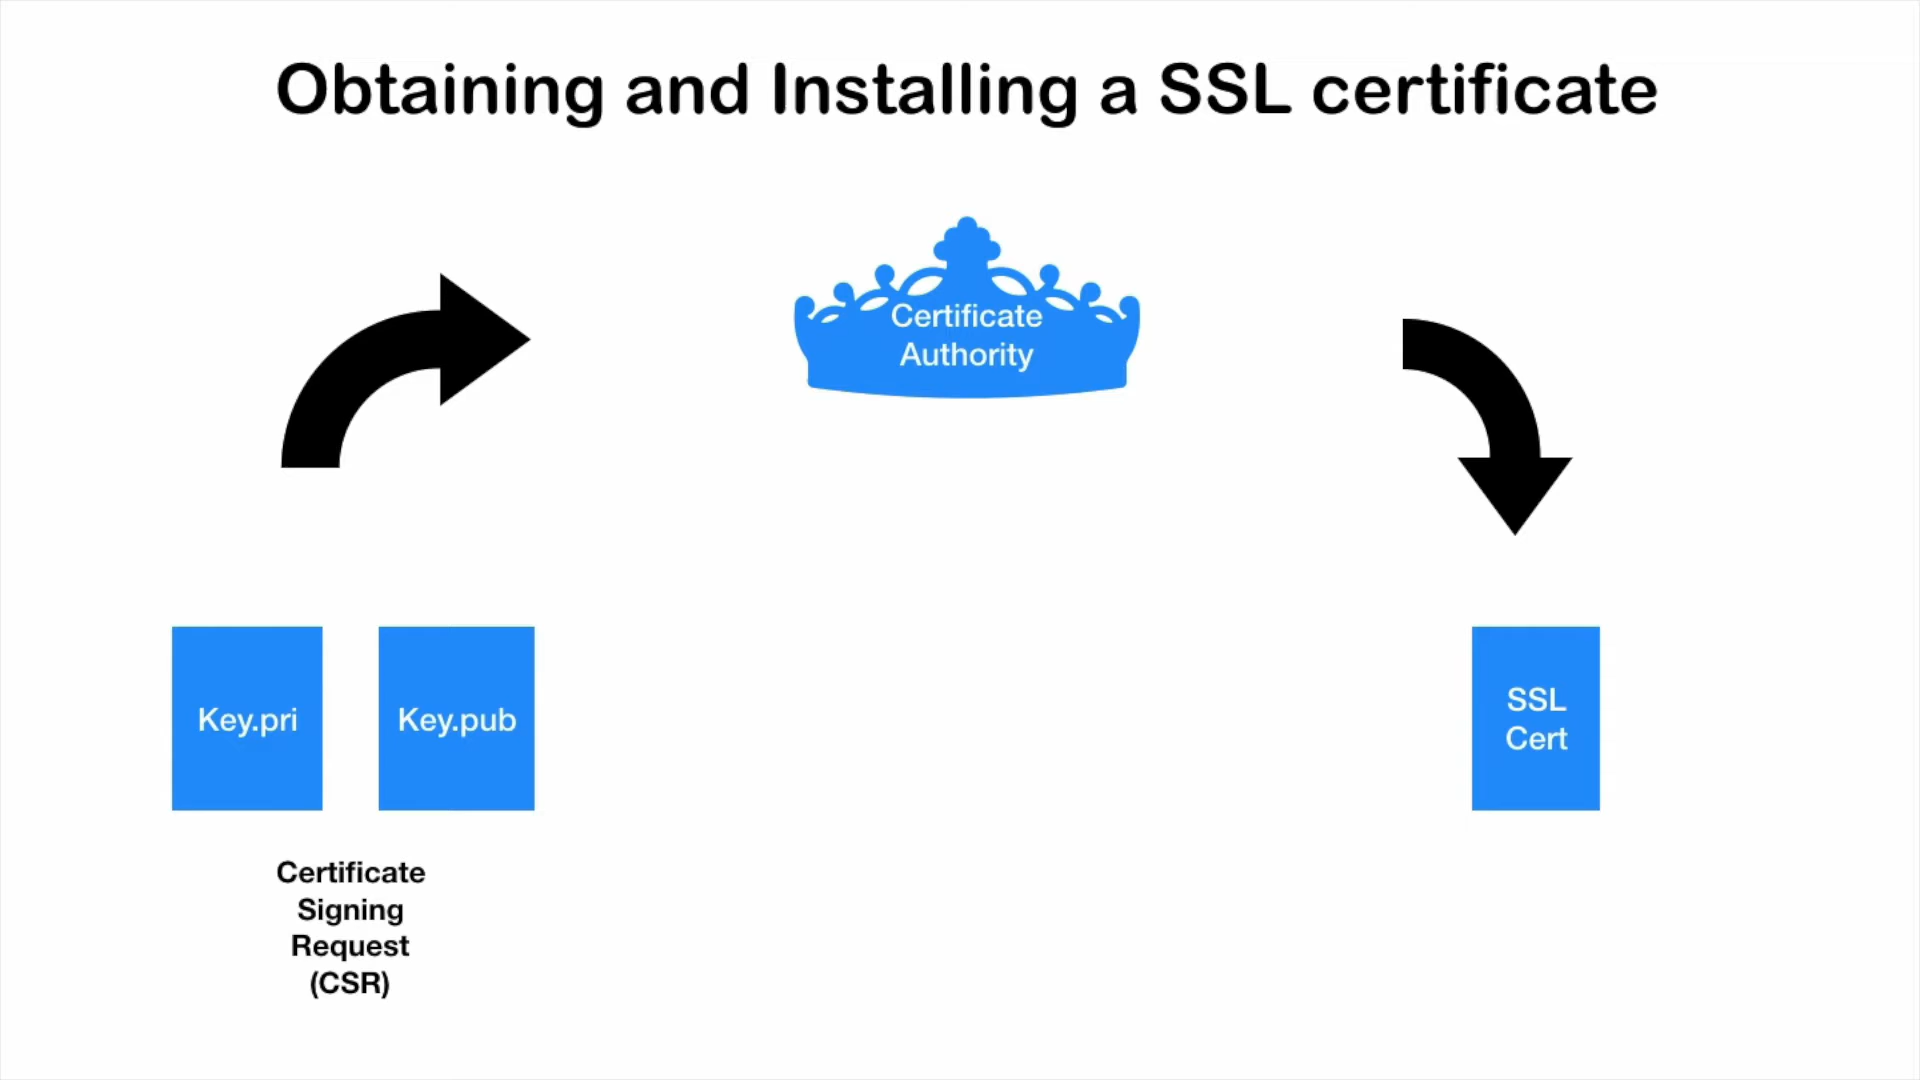 Obtaining and Installing a SSL certificate
Certificate
Authority
Key.pri
Key.pub
SSL
Cert
Certificate
Signing
Request
(CSR)